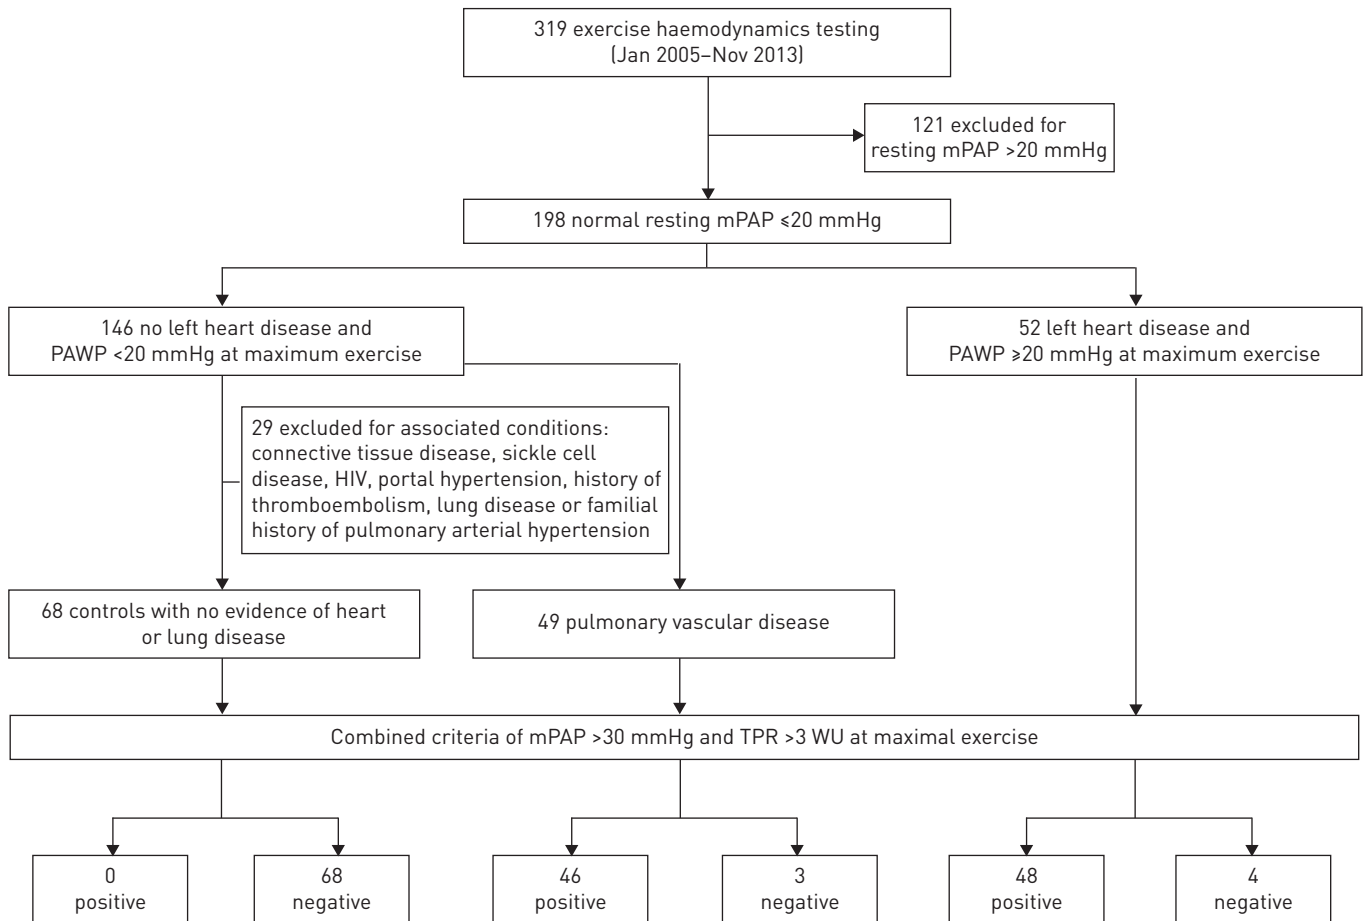 319 exercise haemodynamics testing
(Jan 2005–Nov 2013)
121 excluded for
resting mPAP >20 mmHg
198 normal resting mPAP ⩽20 mmHg
146 no left heart disease and
PAWP <20 mmHg at maximum exercise
52 left heart disease and
PAWP ⩾20 mmHg at maximum exercise
29 excluded for associated conditions:
connective tissue disease, sickle cell
disease, HIV, portal hypertension, history of
thromboembolism, lung disease or familial
history of pulmonary arterial hypertension
68 controls with no evidence of heart
or lung disease
49 pulmonary vascular disease
Combined criteria of mPAP >30 mmHg and TPR >3 WU at maximal exercise
0
positive
68
negative
46
positive
3
negative
48
positive
4
negative